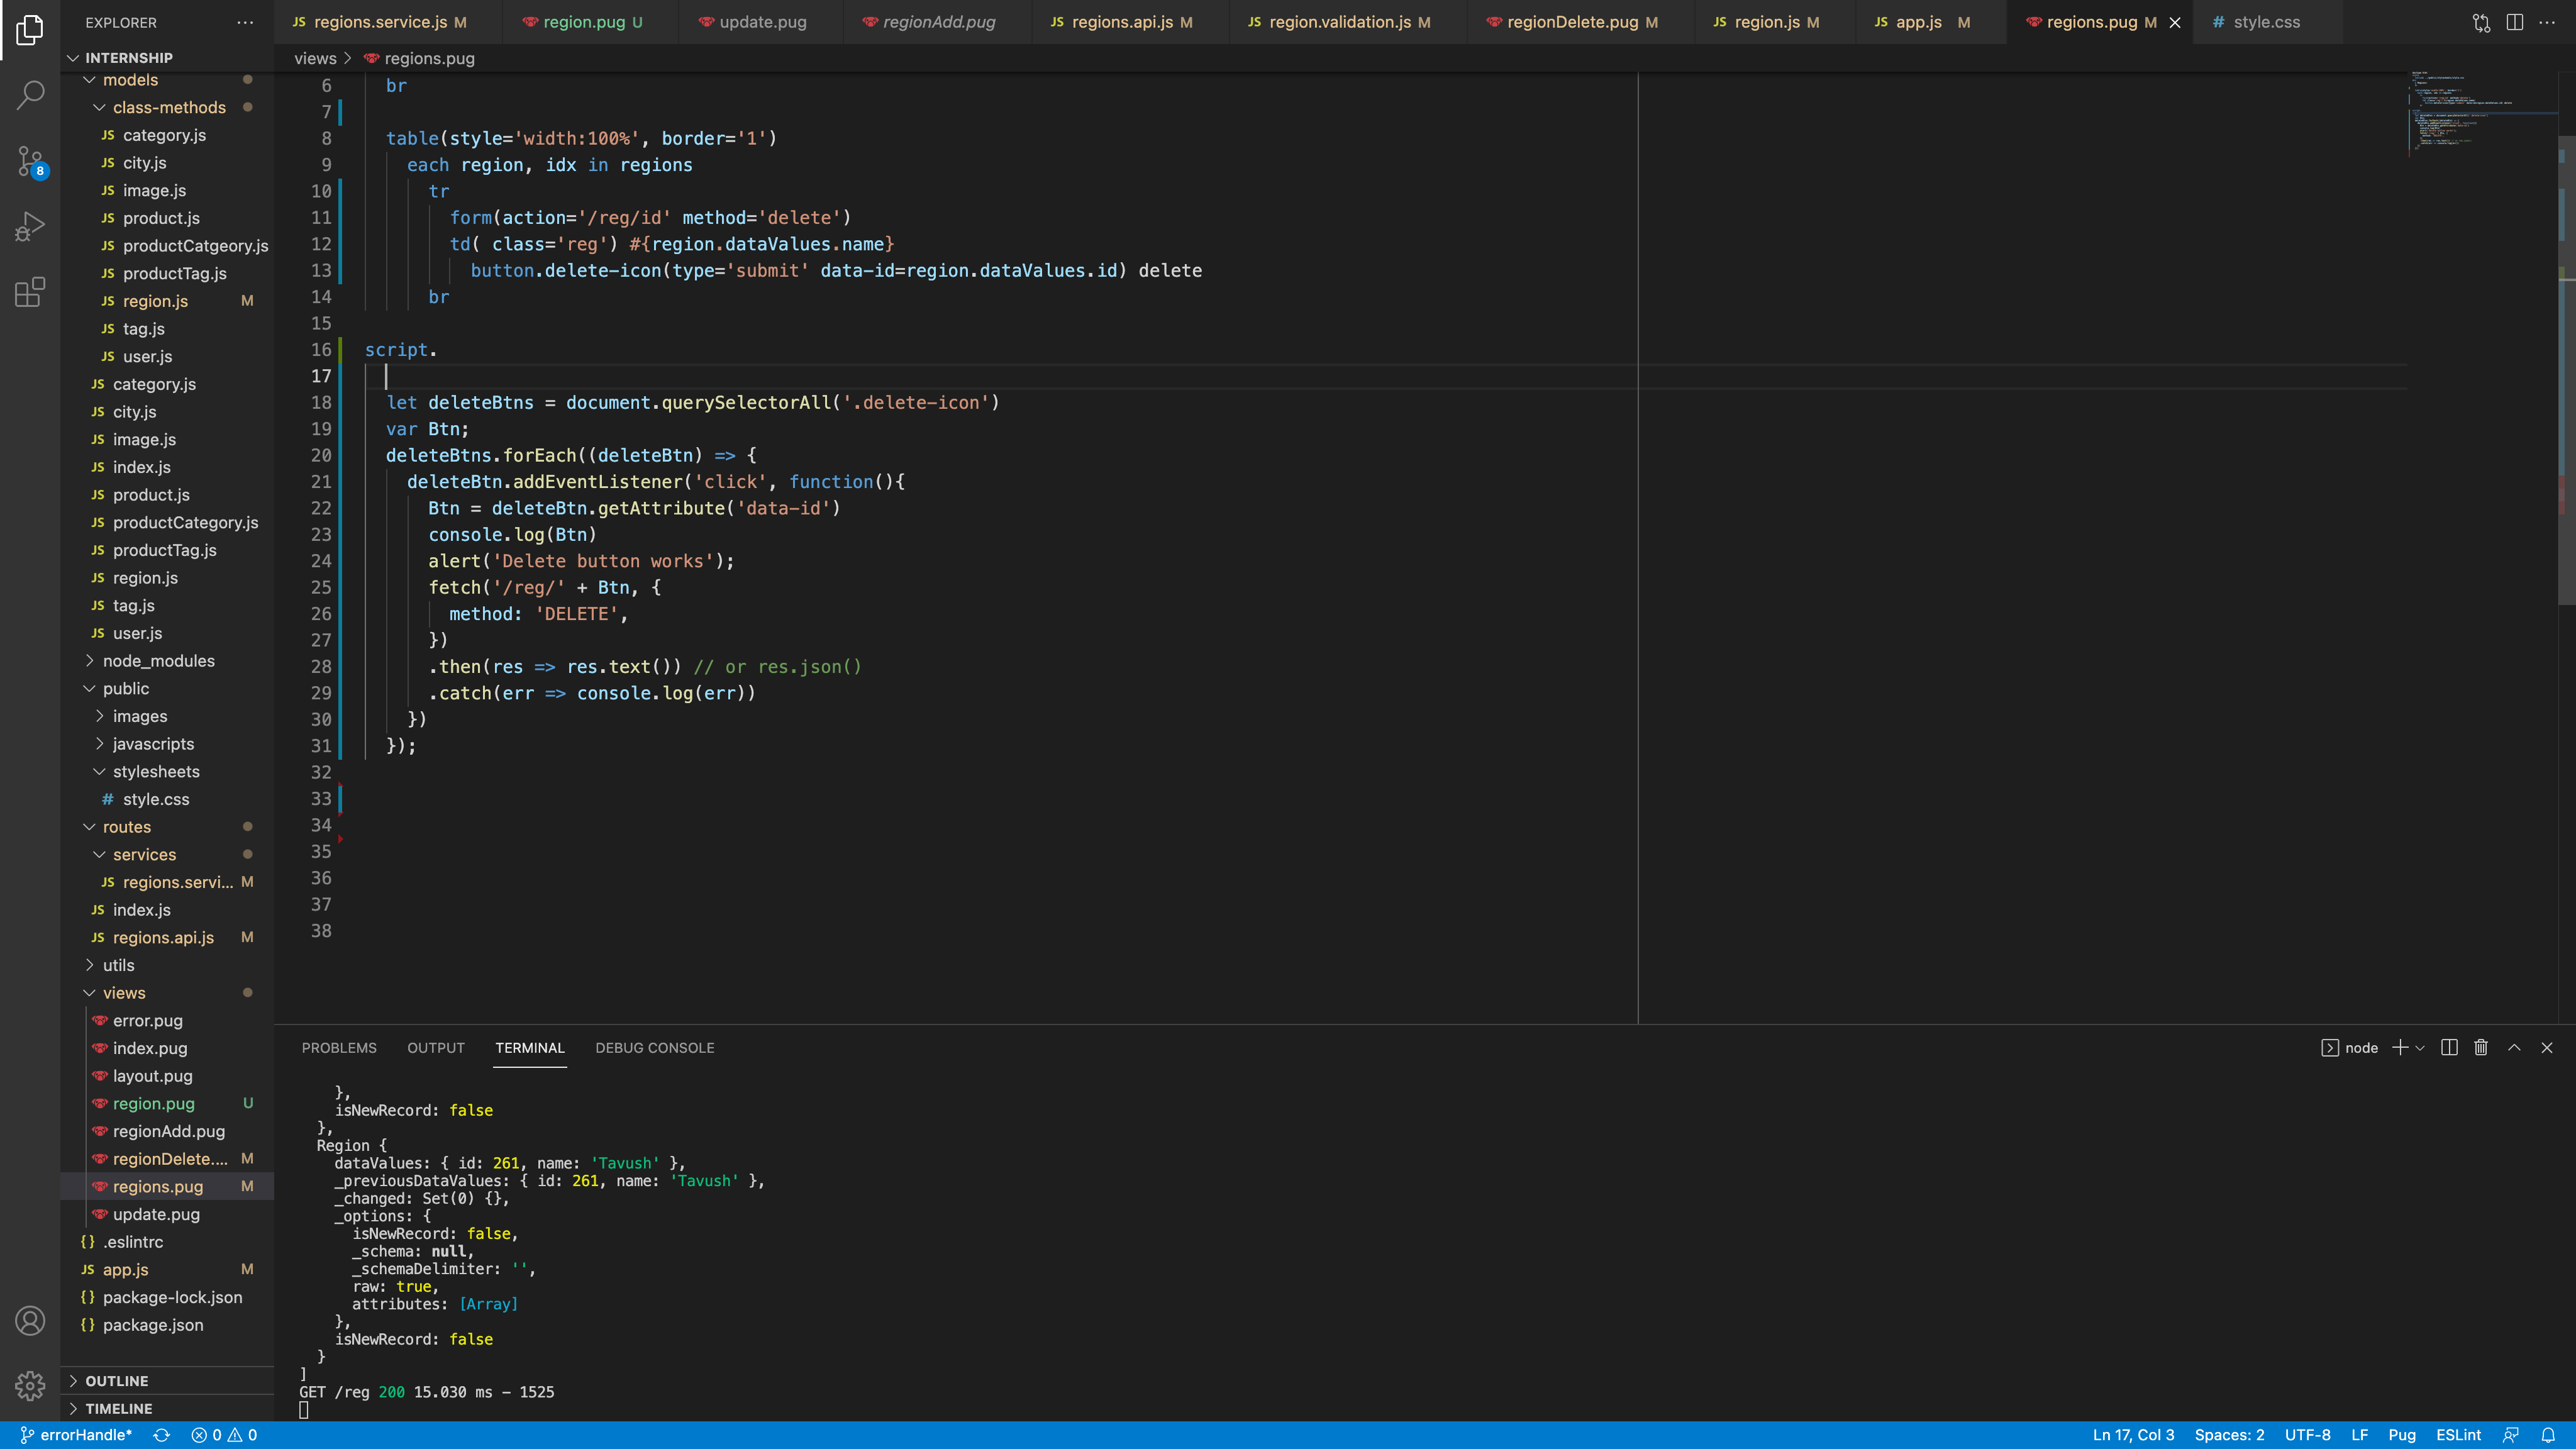 EXPLORER
INTERNSHIP
models
class-methods
JS category.js
JS city.js
JS image.js
JS product.js
JS productCatgeory.js
JS productTag.js
JS region.js M
JS tag.js
JS user.js
JS category.js
JS city.js
JS image.js
JS index.js
JS product.js
JS productCategory.js
JS productTag.js
JS region.js
JS tag.js
JS user.js
node_modules
public
images
javascripts
stylesheets
# style.css
routes
services
JS regions.servi... M
JS index.js
JS regions.api.js M
utils
views
error.pug
index.pug
layout.pug
region.pug U
regionAdd.pug
regionDelete.... M
regions.pug M
update.pug
{} .eslintrc
JS app.js M
{} package-lock.json
{} package.json
OUTLINE
TIMELINE
8
JS regions.service.js M
region.pug U
update.pug
regionAdd.pug
JS regions.api.js M
JS region.validation.js M
regionDelete.pug M
JS region.js M
JS app.js M
regions.pug M
# style.css
views > regions.pug
6 br
7
8 table(style='width:100%', border='1')
9 each region, idx in regions
10 tr
11 form(action='/reg/id' method='delete')
12 td( class='reg') #{region.dataValues.name}
13 button.delete-icon(type='submit' data-id=region.dataValues.id) delete
14 br
15
16 script.
17
18 let deleteBtns = document.querySelectorAll('.delete-icon')
19 var Btn;
20 deleteBtns.forEach((deleteBtn) => {
21 deleteBtn.addEventListener('click', function(){
22 Btn = deleteBtn.getAttribute('data-id')
23 console.log(Btn)
24 alert('Delete button works');
25 fetch('/reg/' + Btn, {
26 method: 'DELETE',
27 })
28 .then(res => res.text()) // or res.json()
29 .catch(err => console.log(err))
30 })
31 });
32
33
34
35
36
37
38
PROBLEMS OUTPUT TERMINAL DEBUG CONSOLE
node
},
isNewRecord: false
},
Region {
dataValues: { id: 261, name: 'Tavush' },
_previousDataValues: { id: 261, name: 'Tavush' },
_changed: Set(0) {},
_options: {
isNewRecord: false,
_schema: null,
_schemaDelimiter: '',
raw: true,
attributes: [Array]
},
isNewRecord: false
}
]
GET /reg 200 15.030 ms - 1525
errorHandle* 0 0
Ln 17, Col 3 Spaces: 2 UTF-8 LF Pug ESLint